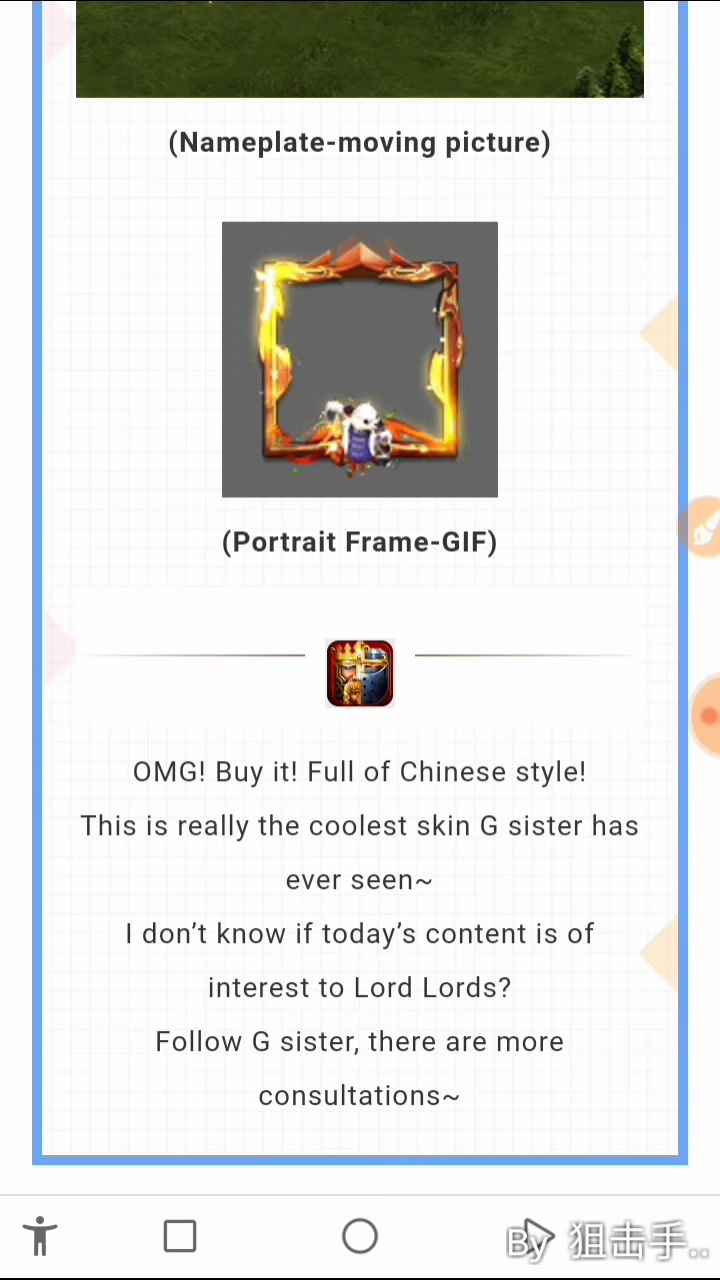 (Nameplate-moving picture)
(Portrait Frame-GIF)
OMG! Buy it! Full of Chinese style!
This is really the coolest skin G sister has
ever seen~
I don’t know if today’s content is of
interest to Lord Lords?
Follow G sister, there are more
consultations~
By 狙击手..